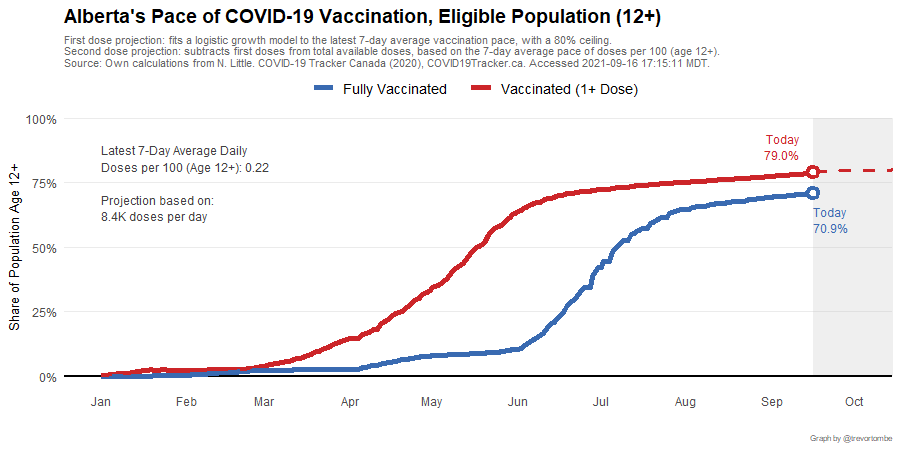 Alberta's Pace of COVID-19 Vaccination, Eligible Population (12+)
First dose projection: fits a logistic growth model to the latest 7-day average vaccination pace, with a 80% ceiling.
Second dose projection: subtracts first doses from total available doses, based on the 7-day average pace of doses per 100 (age 12+).
Source: Own calculations from N. Little. COVID-19 Tracker Canada (2020), COVID19Tracker.ca. Accessed 2021-09-16 17:15:11 MDT.
Fully Vaccinated
Vaccinated (1+ Dose)
Share of Population Age 12+
100%
75%
50%
25%
0%
Latest 7-Day Average Daily
Doses per 100 (Age 12+): 0.22
Projection based on:
8.4K doses per day
Today
79.0%
Today
70.9%
Jan Feb Mar Apr May Jun Jul Aug Sep Oct
Graph by @trevortombe